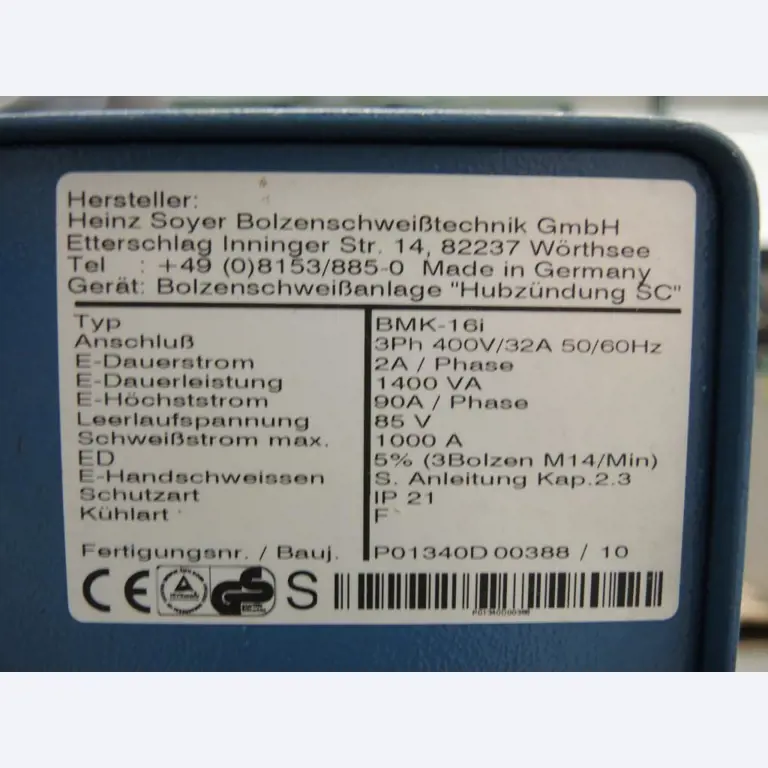 Hersteller:
Heinz Soyer Bolzenschweißtechnik GmbH
Etterschlag Inninger Str. 14, 82237 Wörthsee
Tel : +49 (0)8153/885-0 Made in Germany
Gerät: Bolzenschweißanlage "Hubzündung SC"
Typ BMK-16i
Anschluß 3Ph 400V/32A 50/60Hz
E-Dauerstrom 2A / Phase
E-Dauerleistung 1400 VA
E-Höchststrom 90A / Phase
Leerlaufspannung 85 V
Schweißstrom max. 1000 A
ED 5% (3Bolzen M14/Min)
E-Handschweissen S. Anleitung Kap.2.3
Schutzart IP 21
Kühlart F
Fertigungsnr. / Bauj. P01340D 00388 / 10
CE GS S
P01340D00388